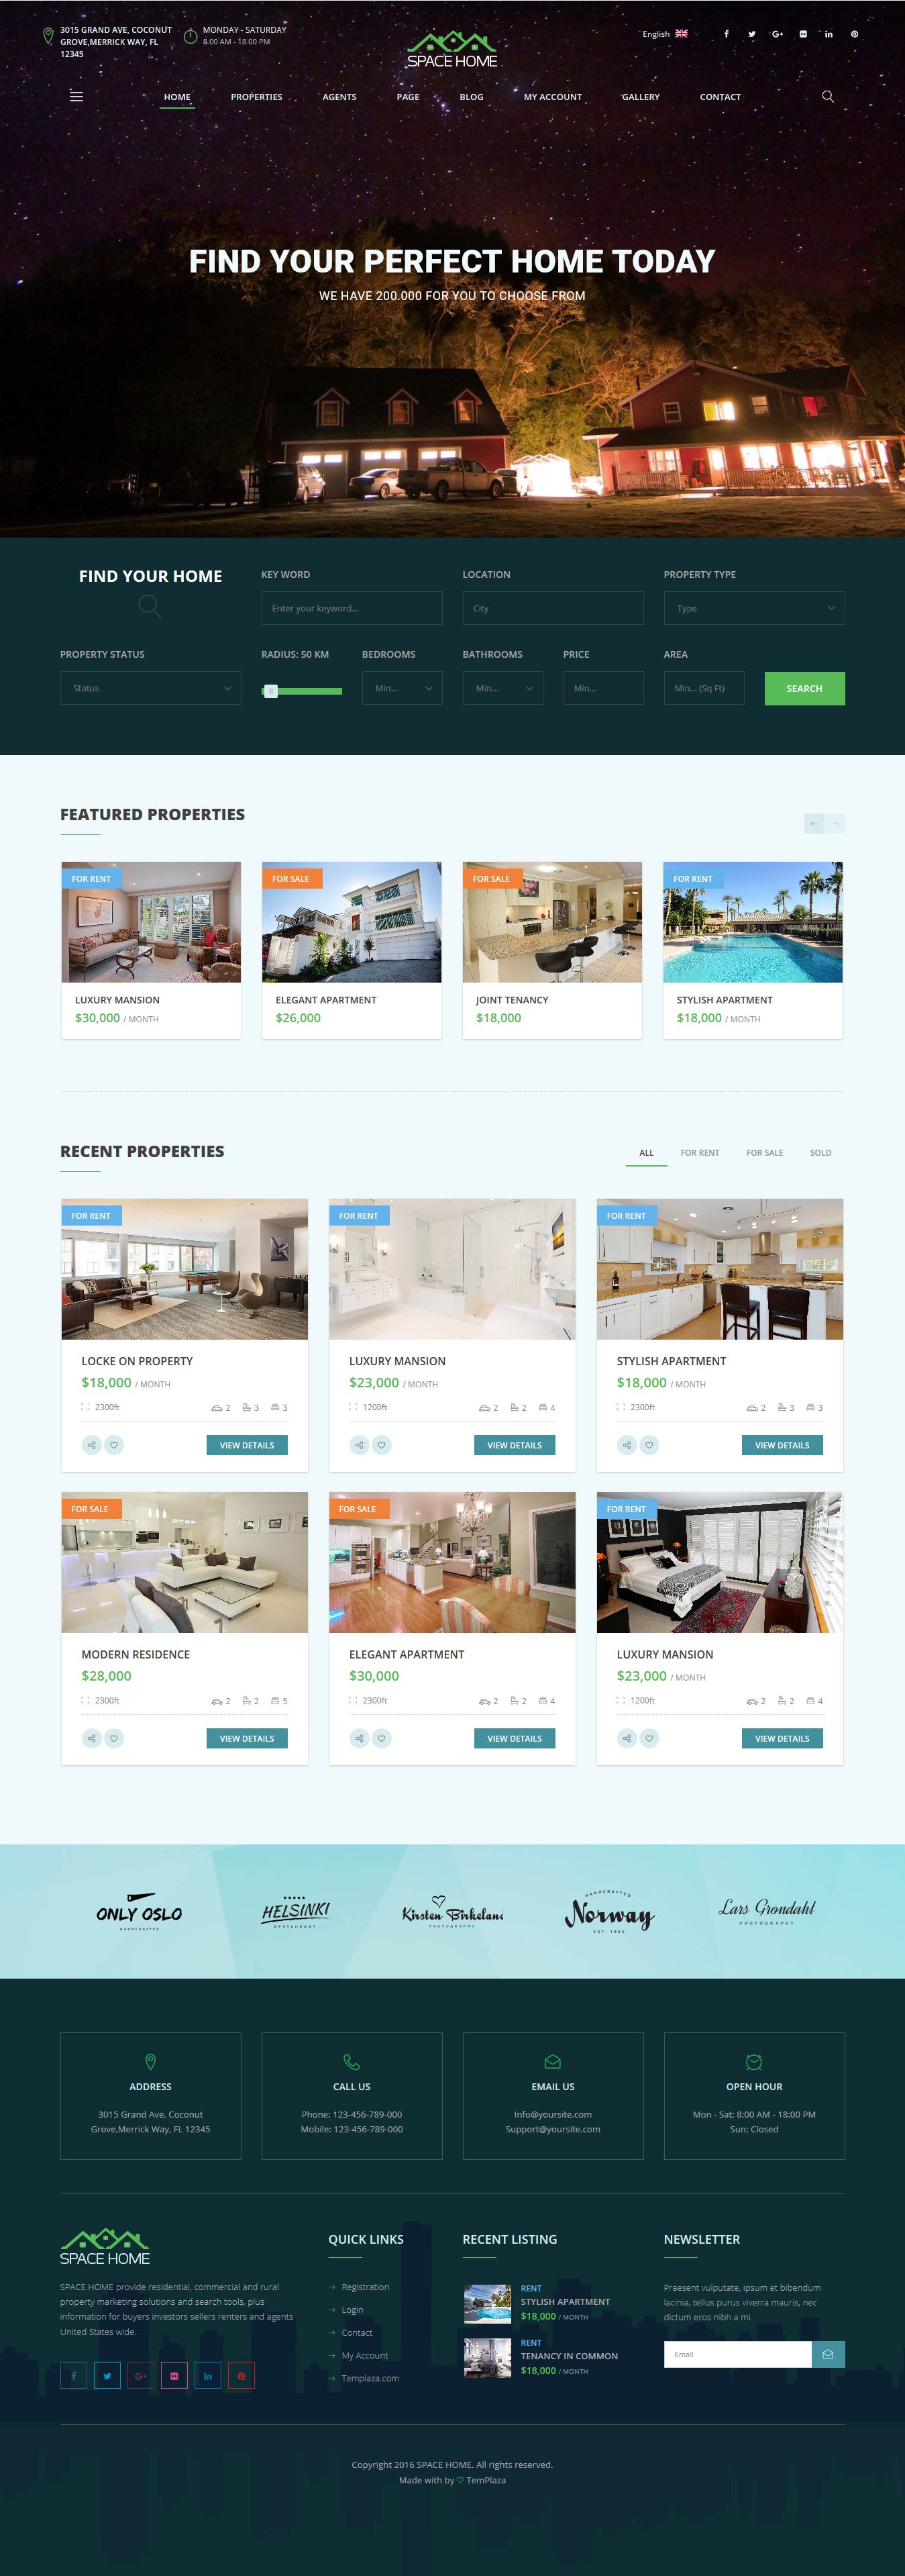 3015 GRAND AVE, COCONUT
GROVE,MERRICK WAY, FL
12345
MONDAY - SATURDAY
8.00 AM - 18.00 PM
SPACE HOME
English
HOME
PROPERTIES
AGENTS
PAGE
BLOG
MY ACCOUNT
GALLERY
CONTACT
FIND YOUR PERFECT HOME TODAY
WE HAVE 200.000 FOR YOU TO CHOOSE FROM
FIND YOUR HOME
KEY WORD
Enter your keyword...
LOCATION
City
PROPERTY TYPE
Type
PROPERTY STATUS
Status
RADIUS: 50 KM
BEDROOMS
Min...
BATHROOMS
Min...
PRICE
Min...
AREA
Min... (Sq Ft)
SEARCH
FEATURED PROPERTIES
FOR RENT
LUXURY MANSION
$30,000 / MONTH
FOR SALE
ELEGANT APARTMENT
$26,000
FOR SALE
JOINT TENANCY
$18,000
FOR RENT
STYLISH APARTMENT
$18,000 / MONTH
RECENT PROPERTIES
ALL
FOR RENT
FOR SALE
SOLD
FOR RENT
LOCKE ON PROPERTY
$18,000 / MONTH
2300ft 2 3 3
VIEW DETAILS
FOR RENT
LUXURY MANSION
$23,000 / MONTH
1200ft 2 2 4
VIEW DETAILS
FOR RENT
STYLISH APARTMENT
$18,000 / MONTH
2300ft 2 3 3
VIEW DETAILS
FOR SALE
MODERN RESIDENCE
$28,000
2300ft 2 2 5
VIEW DETAILS
FOR SALE
ELEGANT APARTMENT
$30,000
2300ft 2 2 4
VIEW DETAILS
FOR RENT
LUXURY MANSION
$23,000 / MONTH
1200ft 2 2 4
VIEW DETAILS
ONLY OSLO
HANDCRAFTED
HELSINKI
RESTAURANT
Kirsten Birkeland
PHOTOGRAPHY
HANDCRAFTED
Norway
EST. 1985
Lars Grondahl
PHOTOGRAPHY
ADDRESS
3015 Grand Ave, Coconut
Grove,Merrick Way, FL 12345
CALL US
Phone: 123-456-789-000
Mobile: 123-456-789-000
EMAIL US
Info@yoursite.com
Support@yoursite.com
OPEN HOUR
Mon - Sat: 8:00 AM - 18:00 PM
Sun: Closed
SPACE HOME
SPACE HOME provide residential, commercial and rural
property marketing solutions and search tools, plus
information for buyers investors sellers renters and agents
United States wide.
QUICK LINKS
Registration
Login
Contact
My Account
Templaza.com
RECENT LISTING
RENT
STYLISH APARTMENT
$18,000 / MONTH
RENT
TENANCY IN COMMON
$18,000 / MONTH
NEWSLETTER
Praesent vulputate, ipsum et bibendum
lacinia, tellus purus viverra mauris, nec
dictum eros nibh a mi.
Email
Copyright 2016 SPACE HOME. All rights reserved.
Made with by TemPlaza